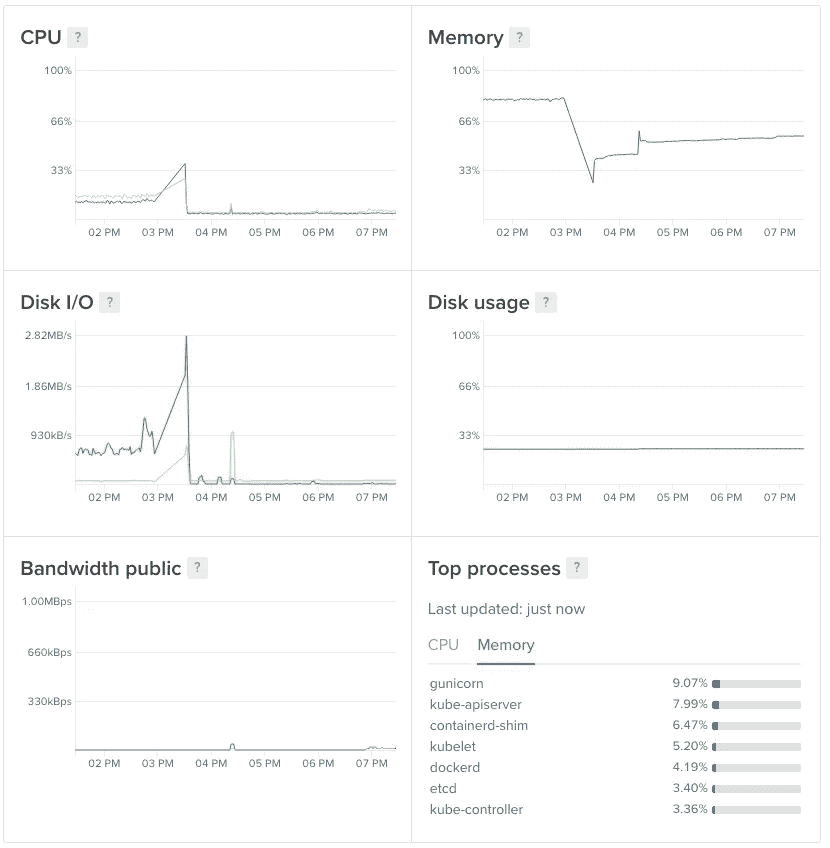 CPU ?
100%
66%
33%
02 PM 03 PM 04 PM 05 PM 06 PM 07 PM
Memory ?
100%
66%
33%
02 PM 03 PM 04 PM 05 PM 06 PM 07 PM
Disk I/O ?
2.82MB/s
1.86MB/s
930kB/s
02 PM 03 PM 04 PM 05 PM 06 PM 07 PM
Disk usage ?
100%
66%
33%
02 PM 03 PM 04 PM 05 PM 06 PM 07 PM
Bandwidth public ?
1.00MBps
660kBps
330kBps
02 PM 03 PM 04 PM 05 PM 06 PM 07 PM
Top processes ?
Last updated: just now
CPU Memory
gunicorn 9.07%
kube-apiserver 7.99%
containerd-shim 6.47%
kubelet 5.20%
dockerd 4.19%
etcd 3.40%
kube-controller 3.36%